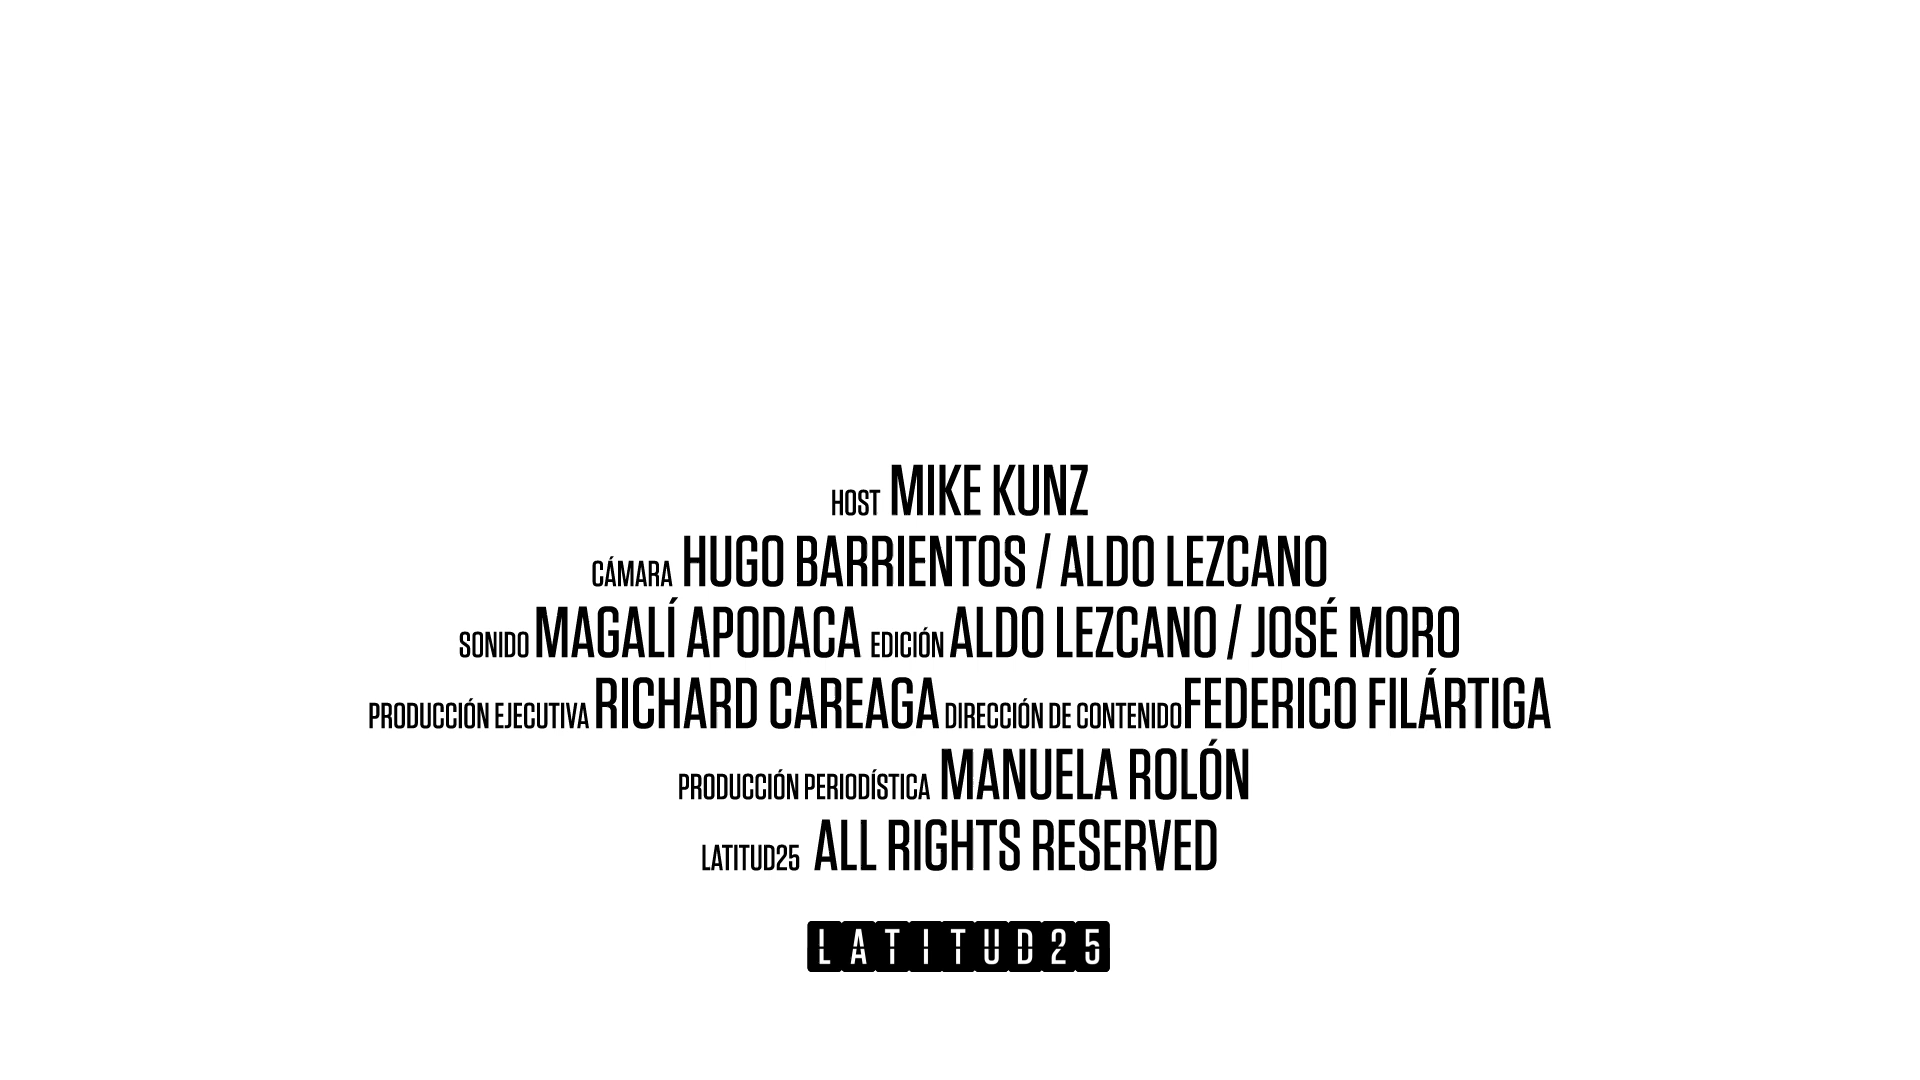 HOST MIKE KUNZ
CÁMARA HUGO BARRIENTOS / ALDO LEZCANO
SONIDO MAGALÍ APODACA EDICIÓN ALDO LEZCANO / JOSÉ MORO
PRODUCCIÓN EJECUTIVA RICHARD CAREAGA DIRECCIÓN DE CONTENIDO FEDERICO FILÁRTIGA
PRODUCCIÓN PERIODÍSTICA MANUELA ROLÓN
LATITUD25 ALL RIGHTS RESERVED
LATITUD25